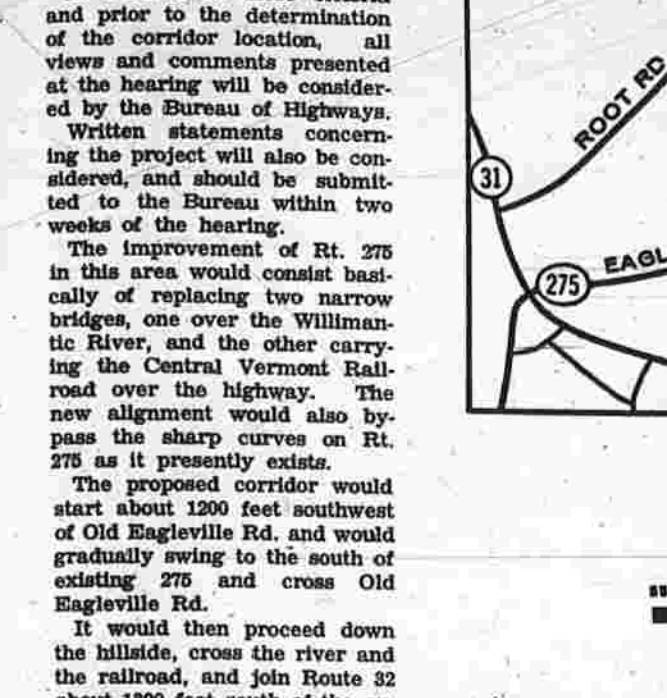 and prior to the determination
of the corridor location, all
views and comments presented
at the hearing will be consider-
ed by the Bureau of Highways.
Written statements concern-
ing the project will also be con-
sidered, and should be submit-
ted to the Bureau within two
weeks of the hearing.
The improvement of Rt. 275
in this area would consist basi-
cally of replacing two narrow
bridges, one over the Williman-
tic River, and the other carry-
ing the Central Vermont Rail-
road over the highway. The
new alignment would also by-
pass the sharp curves on Rt.
275 as it presently exists.
The proposed corridor would
start about 1200 feet southwest
of Old Eagleville Rd. and would
gradually swing to the south of
existing 275 and cross Old
Eagleville Rd.
It would then proceed down
the hillside, cross the river and
the railroad, and join Route 32
ROOT RD
31
275
EAGL